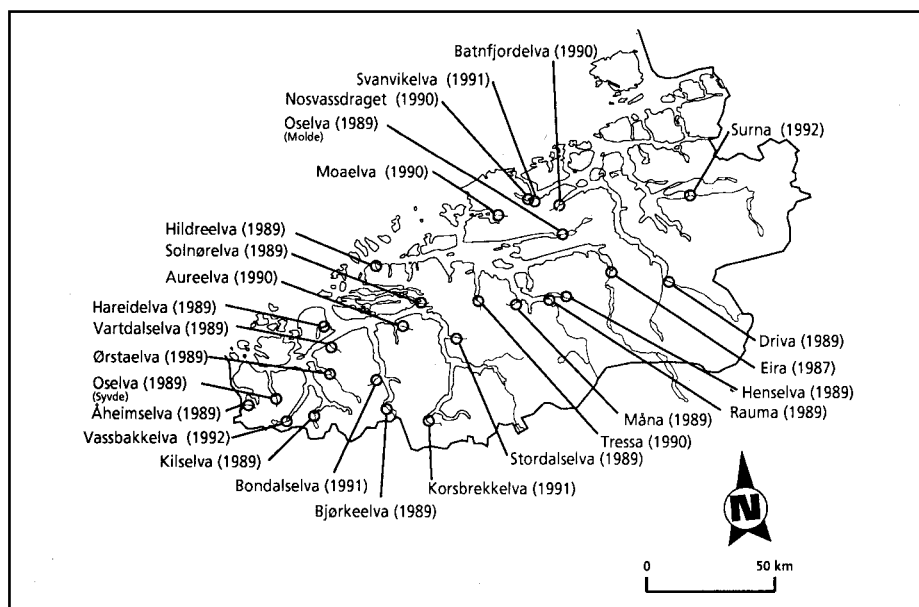 Batnfjordelva (1990)
Svanvikelva (1991)
Nosvassdraget (1990)
Oselva (1989)
(Molde)
Surna (1992)
Moaelva (1990)
Hildreelva (1989)
Solnørelva (1989)
Aureelva (1990)
Hareidelva (1989)
Vartdalselva (1989)
Ørstaelva (1989)
Oselva (1989)
(Syvde)
Åheimselva (1989)
Vassbakkelva (1992)
Kilselva (1989)
Bondalselva (1991)
Bjørkeelva (1989)
Korsbrekkelva (1991)
Stordalselva (1989)
Tressa (1990)
Måna (1989)
Rauma (1989)
Henselva (1989)
Eira (1987)
Driva (1989)
N
0 50 km